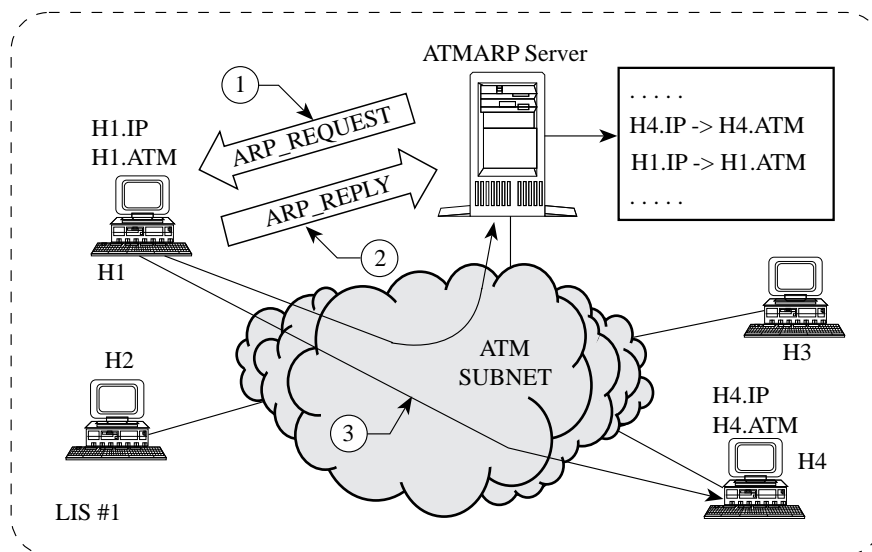 ATMARP Server
1
ARP_REQUEST
H1.IP
H1.ATM
. . . . .
H4.IP -> H4.ATM
H1.IP -> H1.ATM
. . . . .
ARP_REPLY
2
H1
ATM
SUBNET
H3
H2
3
H4.IP
H4.ATM
H4
LIS #1